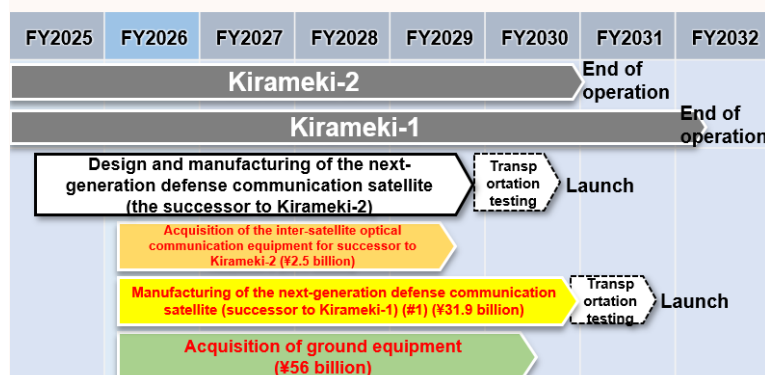 FY2025 FY2026 FY2027 FY2028 FY2029 FY2030 FY2031 FY2032
Kirameki-2
End of
operation
Kirameki-1
End of
operation
Design and manufacturing of the next-
generation defense communication satellite
(the successor to Kirameki-2)
Transp
ortation
testing
Launch
Acquisition of the inter-satellite optical
communication equipment for successor to
Kirameki-2 (¥2.5 billion)
Manufacturing of the next-generation defense communication
satellite (successor to Kirameki-1) (#1) (¥31.9 billion)
Transp
ortation
testing
Launch
Acquisition of ground equipment
(¥56 billion)